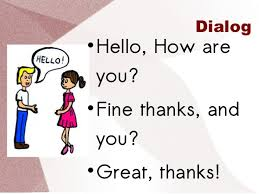 Dialog
•Hello, How are
you?
HELLO!
•Fine thanks, and
you?
•Great, thanks!